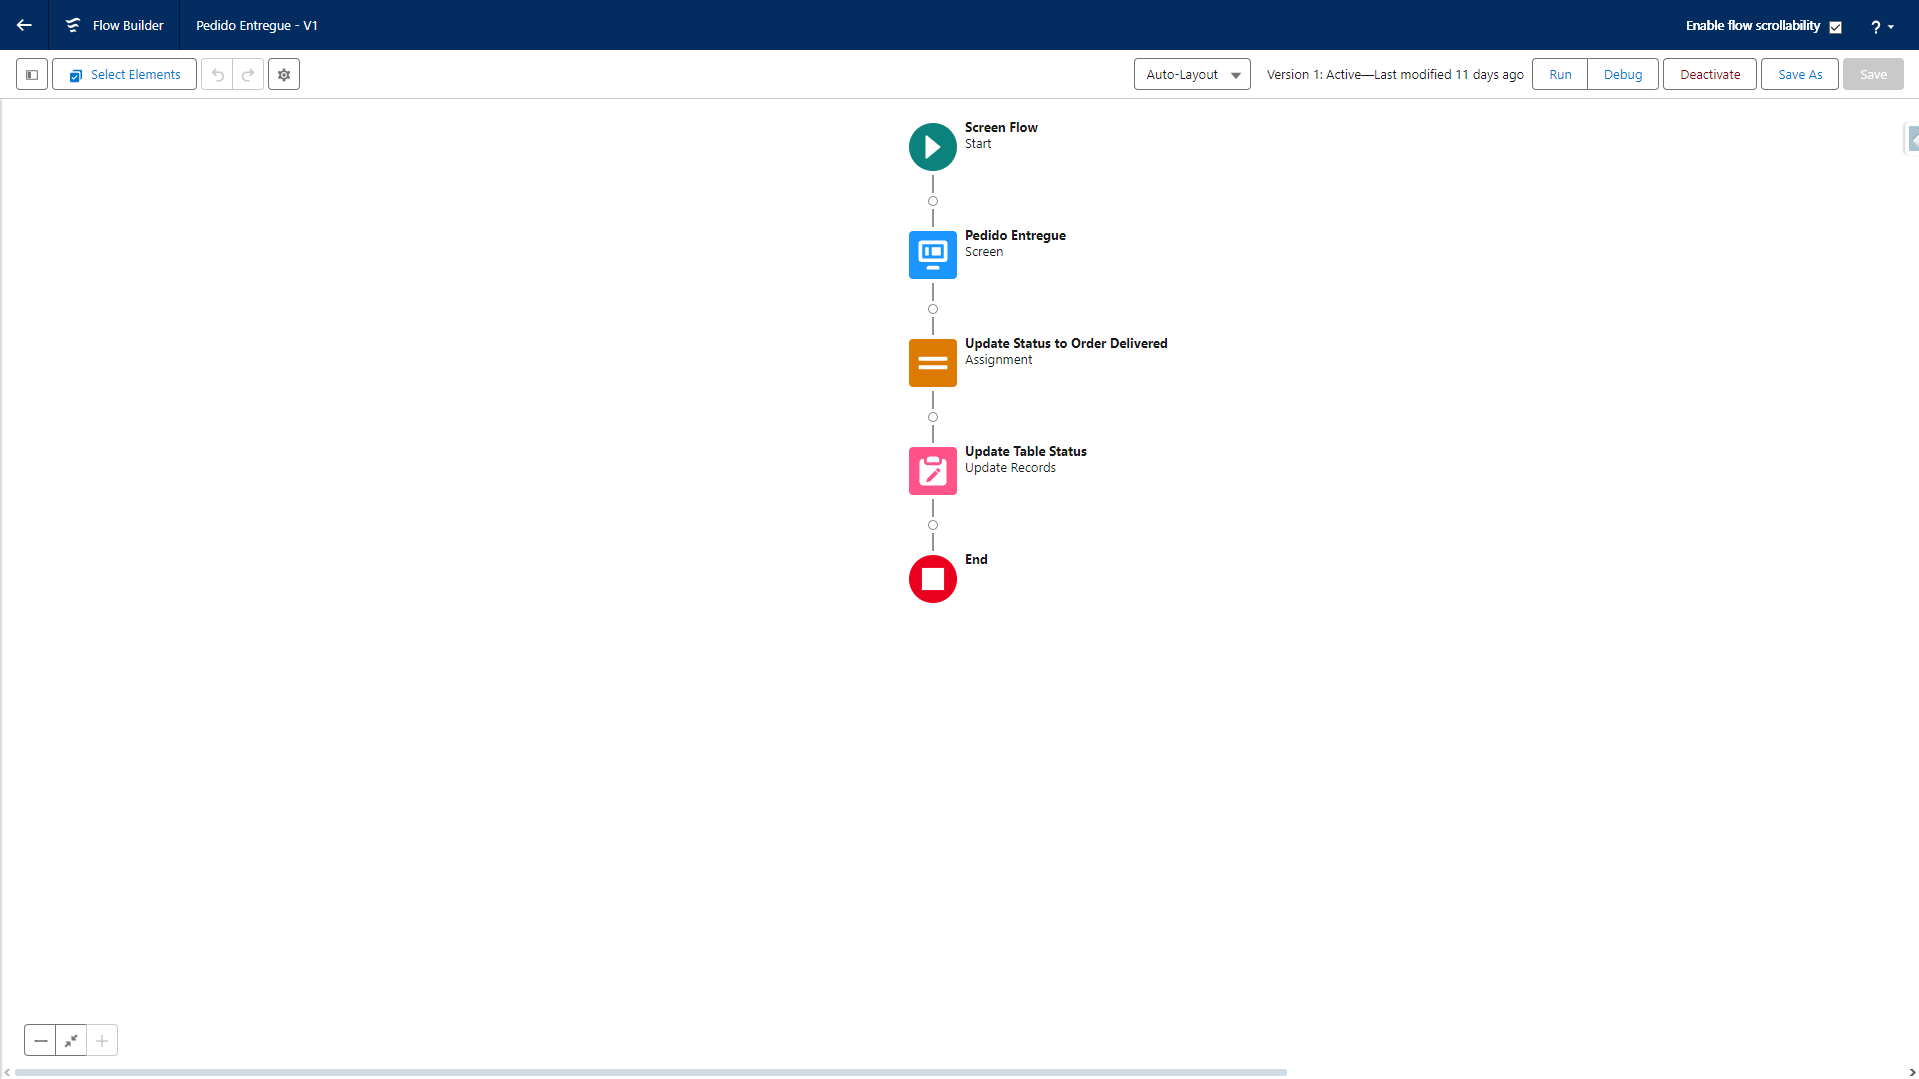 Flow Builder
Pedido Entregue - V1
Enable flow scrollability
?
Select Elements
Auto-Layout
Version 1: Active—Last modified 11 days ago
Run
Debug
Deactivate
Save As
Save
Screen Flow
Start
Pedido Entregue
Screen
Update Status to Order Delivered
Assignment
Update Table Status
Update Records
End